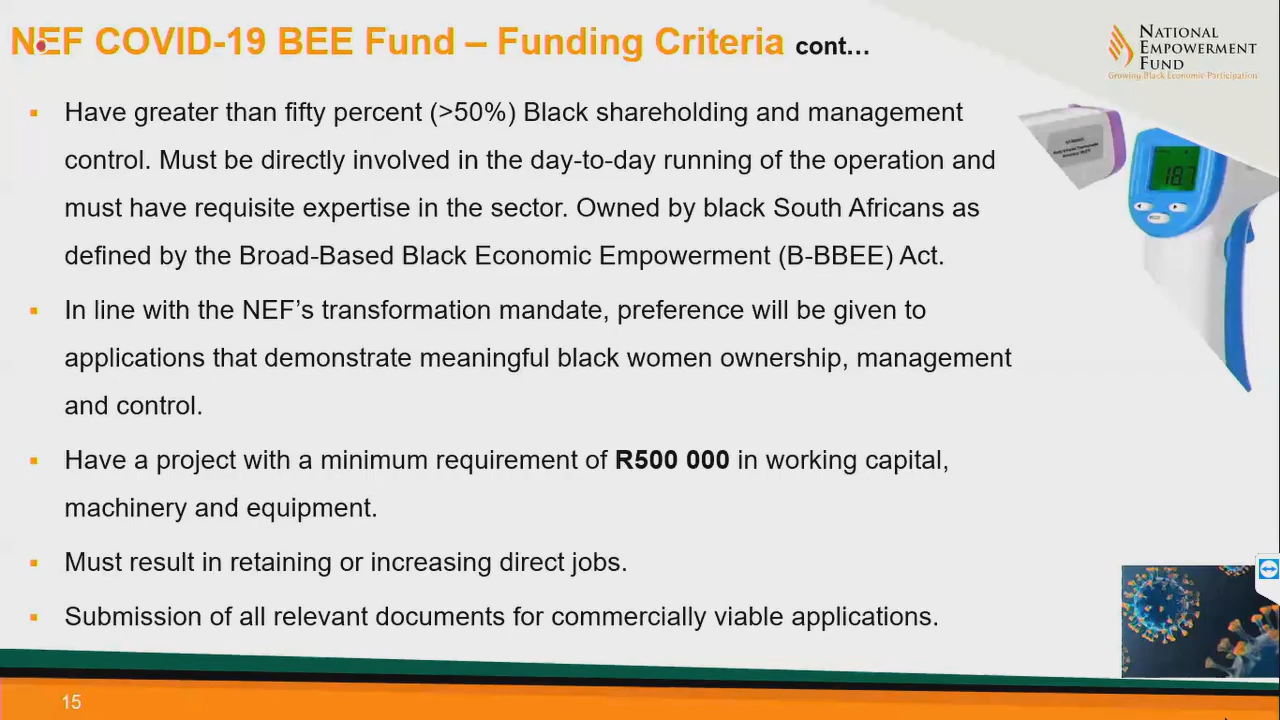 NEF COVID-19 BEE Fund – Funding Criteria cont…
NATIONAL
EMPOWERMENT
FUND
Growing Black Economic Participation
▪ Have greater than fifty percent (>50%) Black shareholding and management
control. Must be directly involved in the day-to-day running of the operation and
must have requisite expertise in the sector. Owned by black South Africans as
defined by the Broad-Based Black Economic Empowerment (B-BBEE) Act.
▪ In line with the NEF’s transformation mandate, preference will be given to
applications that demonstrate meaningful black women ownership, management
and control.
▪ Have a project with a minimum requirement of R500 000 in working capital,
machinery and equipment.
▪ Must result in retaining or increasing direct jobs.
▪ Submission of all relevant documents for commercially viable applications.
15